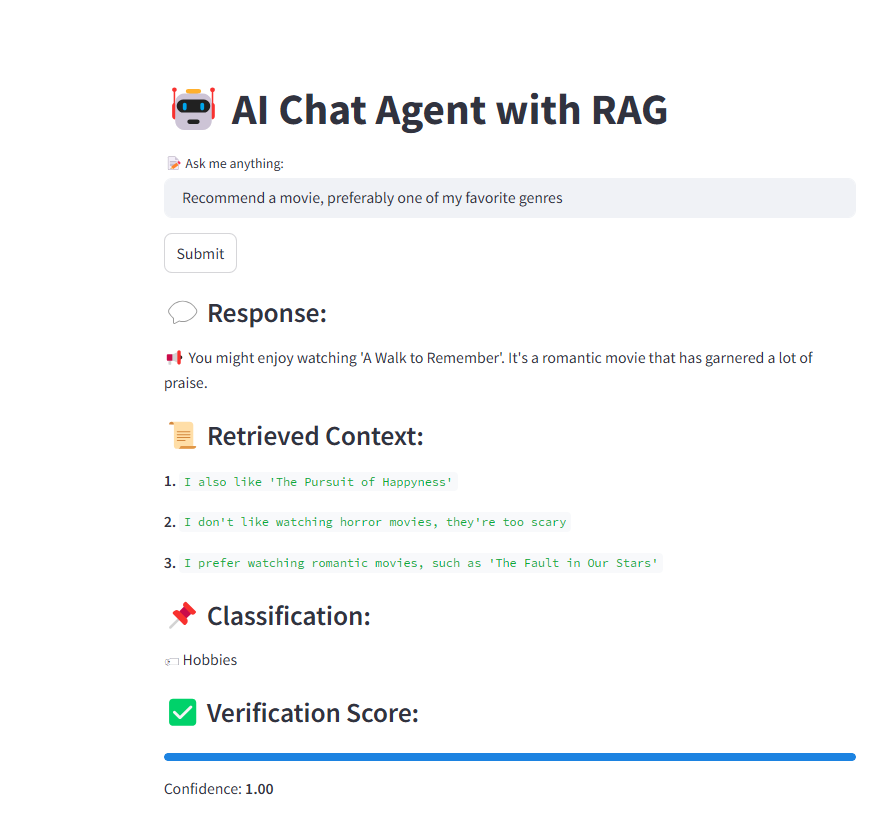 AI Chat Agent with RAG
Ask me anything:
Recommend a movie, preferably one of my favorite genres
Submit
Response:
You might enjoy watching 'A Walk to Remember'. It's a romantic movie that has garnered a lot of
praise.
Retrieved Context:
1. I also like 'The Pursuit of Happyness'
2. I don't like watching horror movies, they're too scary
3. I prefer watching romantic movies, such as 'The Fault in Our Stars'
Classification:
Hobbies
Verification Score:
Confidence: 1.00